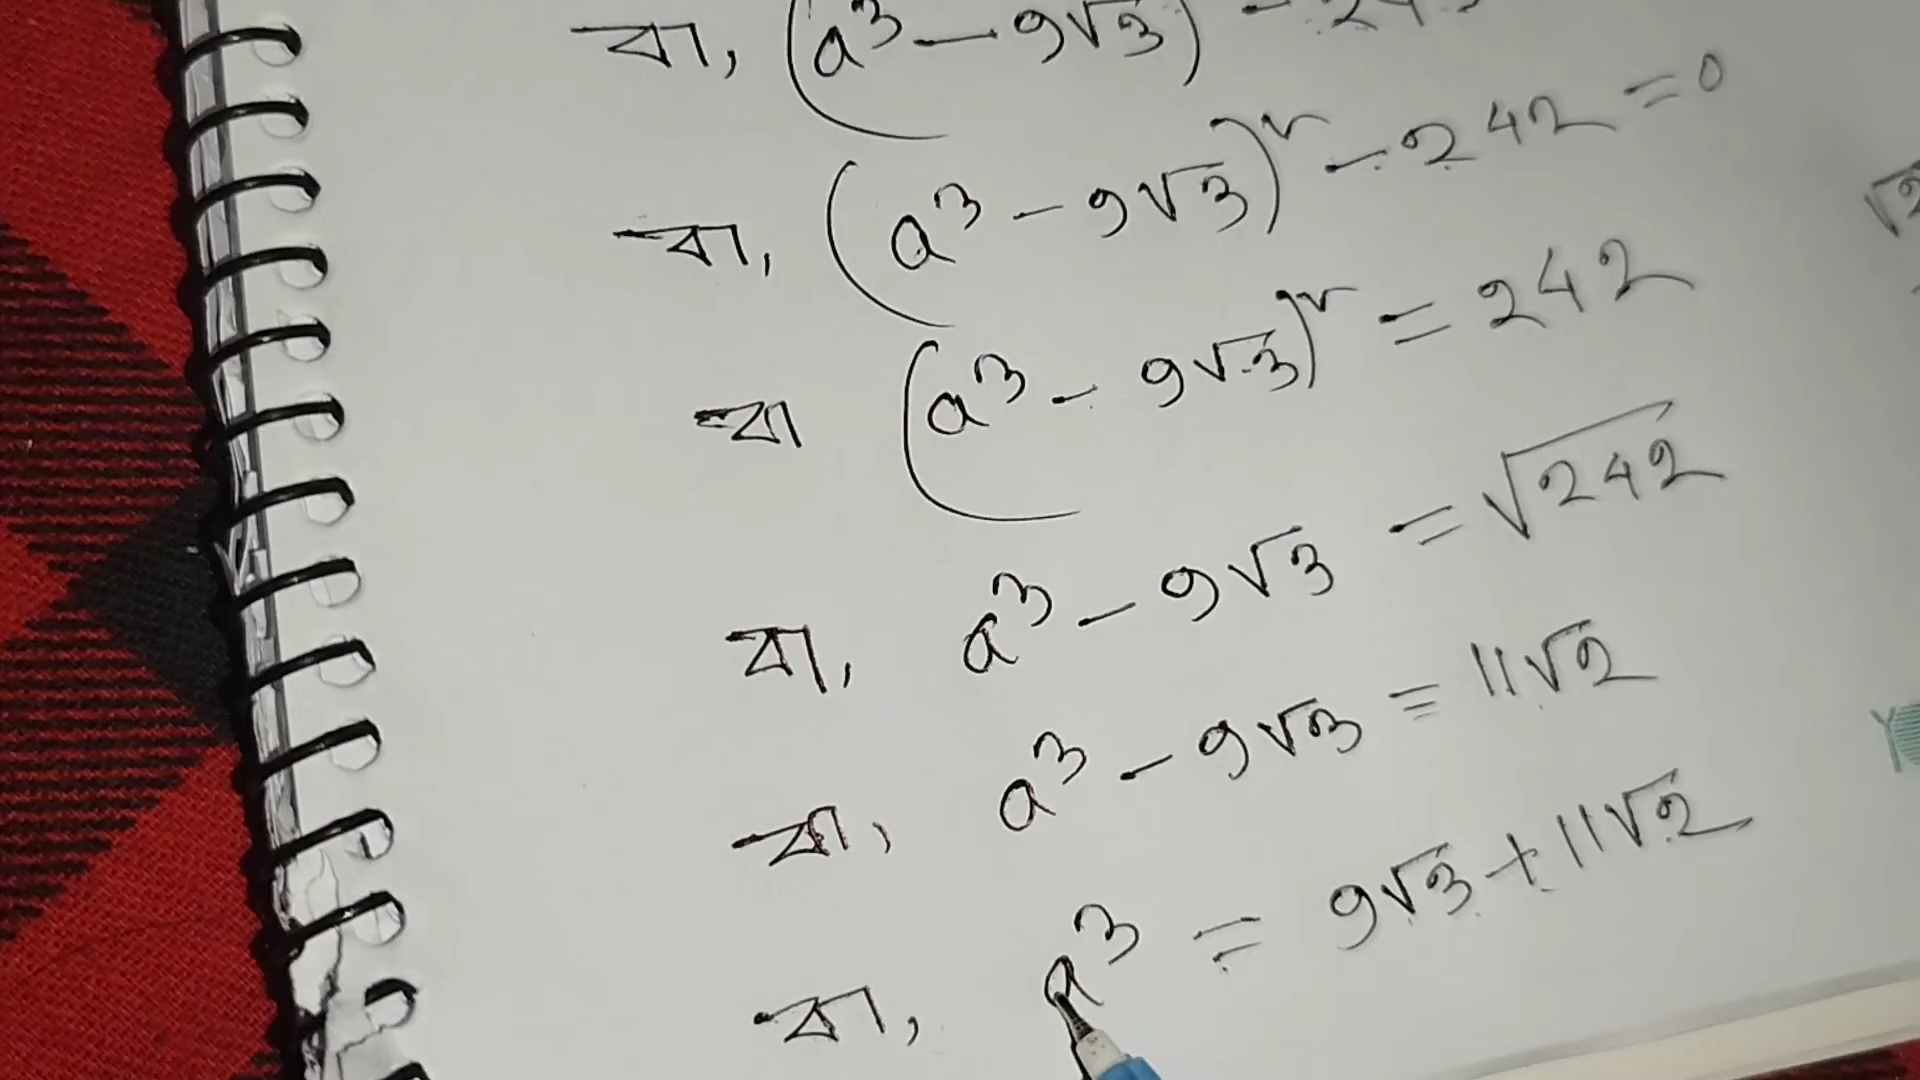 বা, (a³ - 9√3)
বা, (a³ - 9√3)² - 242 = 0
বা (a³ - 9√3)² = 242
বা, a³ - 9√3 = √242
বা, a³ - 9√3 = 11√2
বা, a³ = 9√3 + 11√2